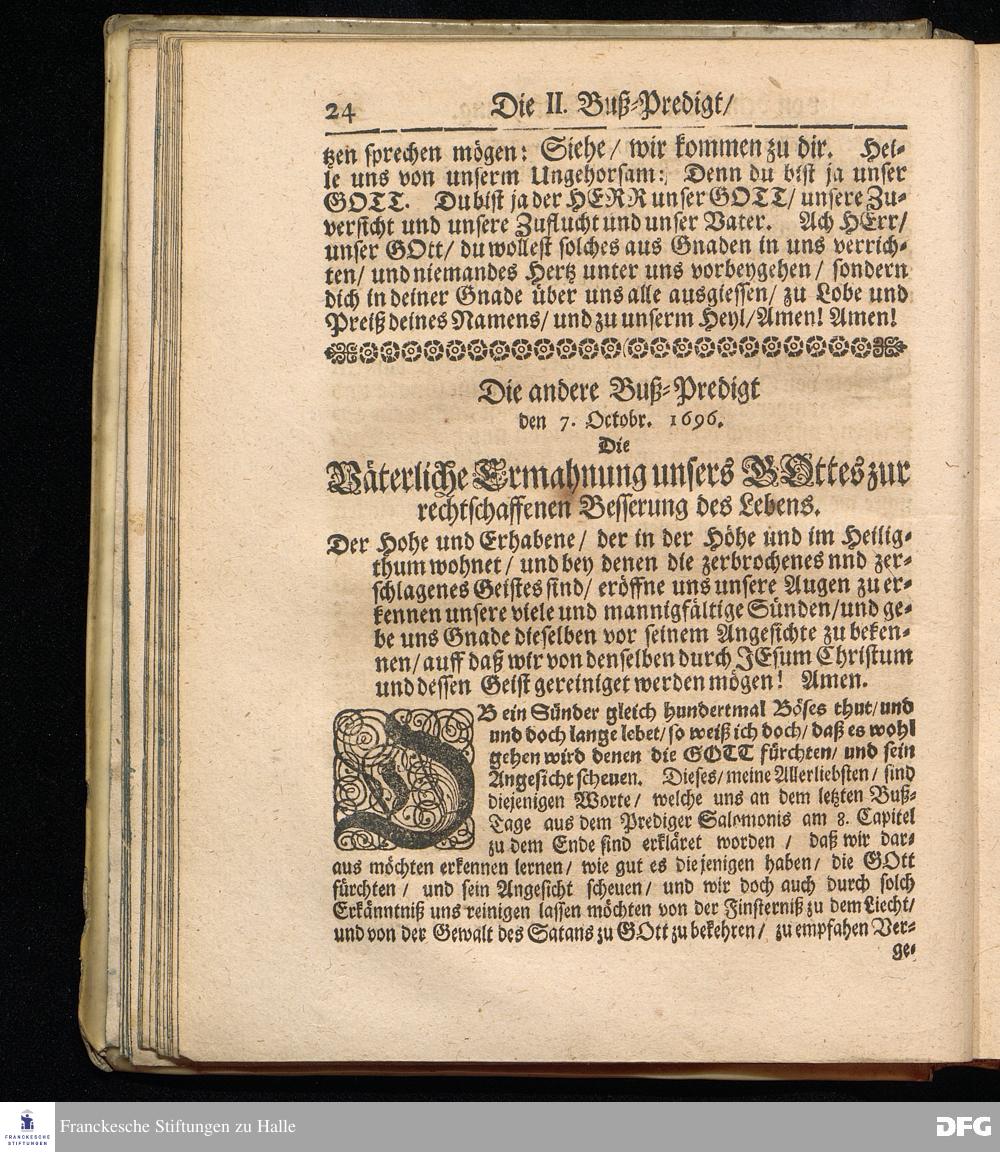 24 Die II. Buß-Predigt/
tzen sprechen mögen: Siehe/ wir kommen zu dir. Hei-
le uns von unserm Ungehorsam: Denn du bist ja unser
GOTT. Du bist ja der HERR unser GOTT/ unsere Zu-
versicht und unsere Zuflucht und unser Vater. Ach HErr/
unser GOtt/ du wollest solches aus Gnaden in uns verrich-
ten/ und niemandes Hertz unter uns vorbeygehen/ sondern
dich in deiner Gnade über uns alle ausgiessen/ zu Lobe und
Preiß deines Namens/ und zu unserm Heyl/ Amen! Amen!
Die andere Buß-Predigt
den 7. Octobr. 1696.
Die
Väterliche Ermahnung unsers GOttes zur
rechtschaffenen Besserung des Lebens.
Der Hohe und Erhabene/ der in der Höhe und im Heilig-
thum wohnet/ und bey denen die zerbrochenes nnd zer-
schlagenes Geistes sind/ eröffne uns unsere Augen zu er-
kennen unsere viele und mannigfältige Sünden/ und ge-
be uns Gnade dieselben vor seinem Angesichte zu beken-
nen/ auff daß wir von denselben durch JEsum Christum
und dessen Geist gereiniget werden mögen! Amen.
OB ein Sünder gleich hundertmal Böses thut/ und
und doch lange lebet/ so weiß ich doch/ daß es wohl
gehen wird denen die GOTT fürchten/ und sein
Angesicht scheuen. Dieses/ meine Allerliebsten/ sind
diejenigen Worte/ welche uns an dem letzten Buß-
Tage aus dem Prediger Salomonis am 8. Capitel
zu dem Ende sind erkläret worden/ daß wir dar-
aus möchten erkennen lernen/ wie gut es diejenigen haben/ die GOtt
fürchten/ und sein Angesicht scheuen/ und wir doch auch durch solch
Erkänntniß uns reinigen lassen möchten von der Finsterniß zu dem Liecht/
und von der Gewalt des Satans zu GOtt zu bekehren/ zu empfahen Ver-
ge-
FRANCKESCHE
STIFTUNGEN
Franckesche Stiftungen zu Halle
DFG